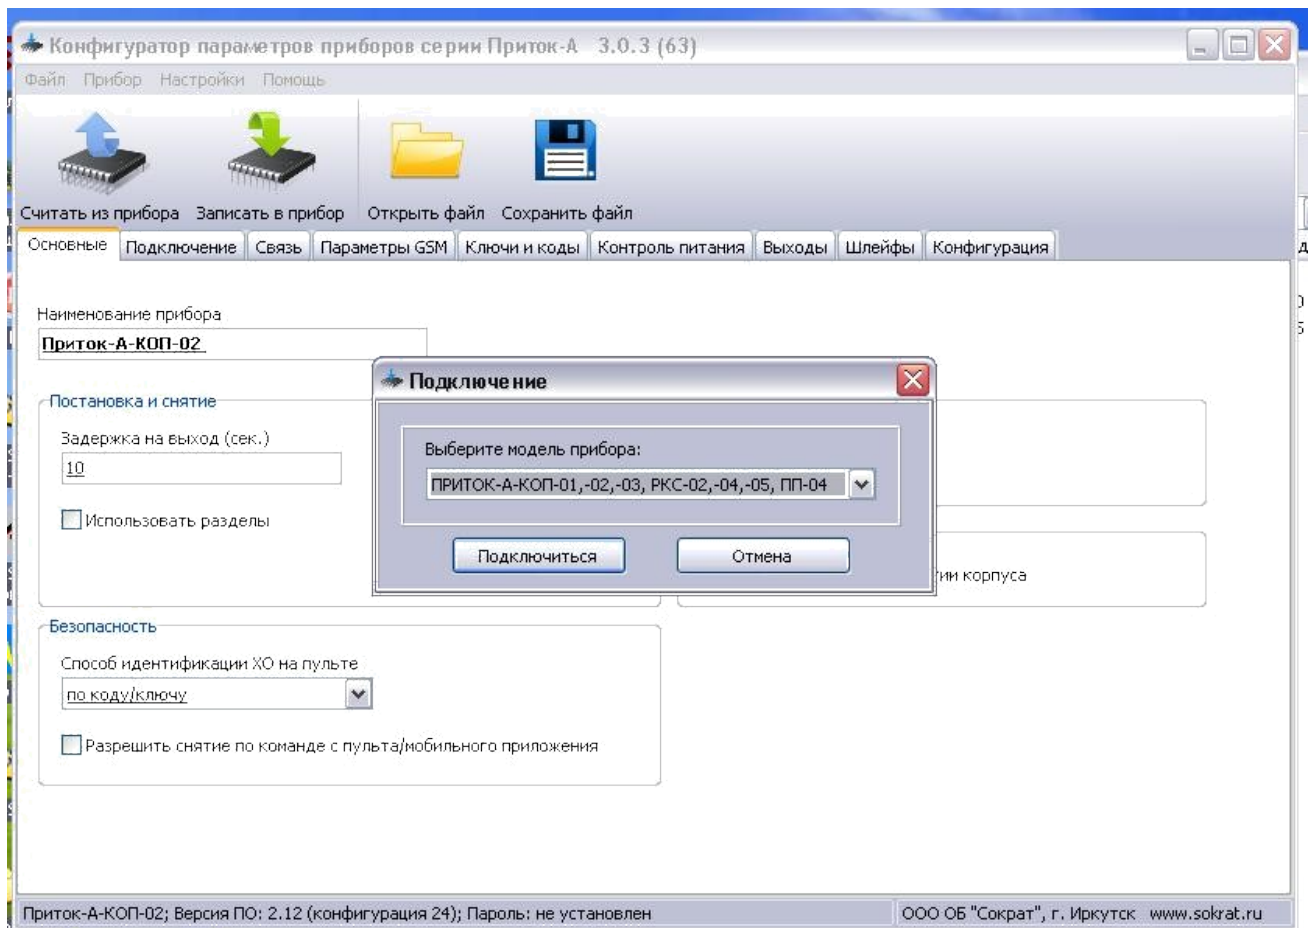 Конфигуратор параметров приборов серии Приток-А 3.0.3 (63)
Файл Прибор Настройки Помощь
Считать из прибора Записать в прибор Открыть файл Сохранить файл
Основные Подключение Связь Параметры GSM Ключи и коды Контроль питания Выходы Шлейфы Конфигурация
Наименование прибора
Приток-А-КОП-02
Подключение
Постановка и снятие
Задержка на выход (сек.)
10
Использовать разделы
Выберите модель прибора:
ПРИТОК-А-КОП-01,-02,-03, РКС-02,-04,-05, ПП-04
Подключиться Отмена
корпуса
Безопасность
Способ идентификации ХО на пульте
по коду/ключу
Разрешить снятие по команде с пульта/мобильного приложения
Приток-А-КОП-02; Версия ПО: 2.12 (конфигурация 24); Пароль: не установлен
ООО ОБ "Сократ", г. Иркутск www.sokrat.ru